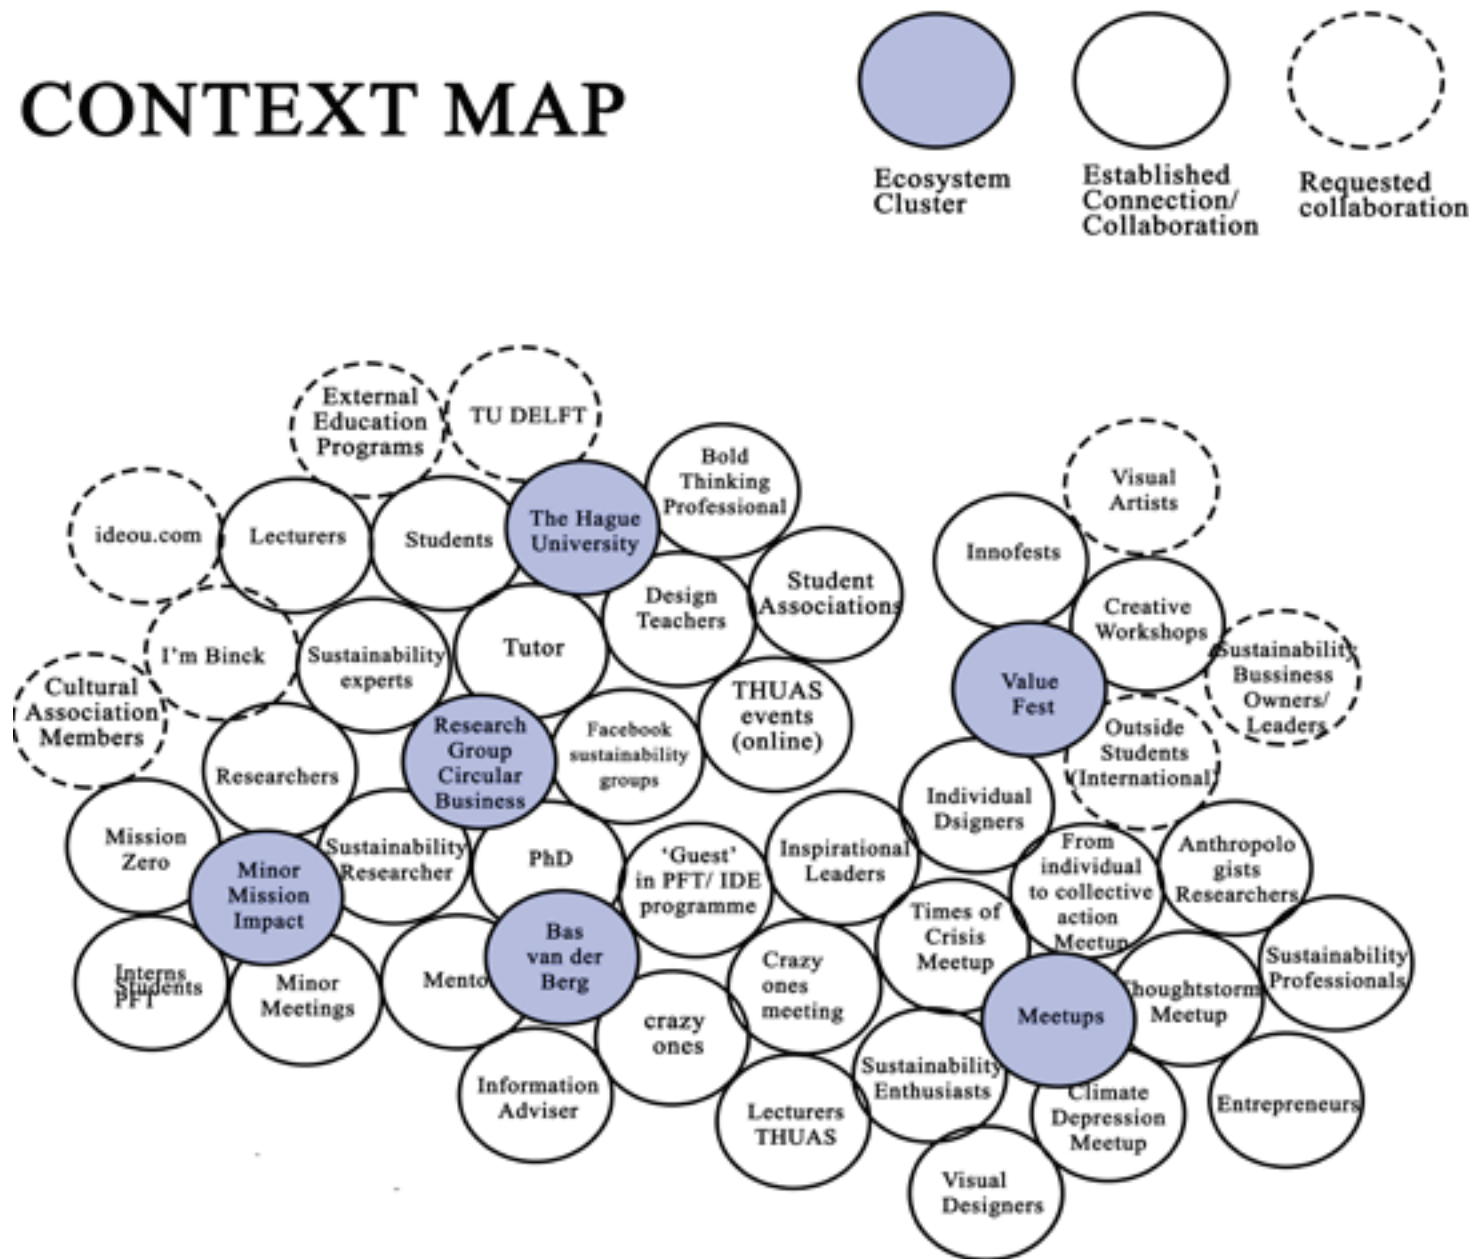 CONTEXT MAP
Ecosystem
Cluster
Established
Connection/
Collaboration
Requested
collaboration
External
Education
Programs
TU DELFT
ideou.com
Lecturers
Students
The Hague
University
Bold
Thinking
Professional
Design
Teachers
Student
Associations
I'm Binck
Cultural
Association
Members
Sustainability
experts
Tutor
THUAS
events
(online)
Researchers
Research
Group
Circular
Business
Facebook
sustainability
groups
Mission
Zero
Minor
Mission
Impact
Sustainability
Researcher
PhD
'Guest'
in PFT/ IDE
programme
Interns
Students
PFT
Minor
Meetings
Mento
Bas
van der
Berg
Information
Adviser
crazy
ones
Crazy
ones
meeting
Lecturers
THUAS
Innofests
Visual
Artists
Creative
Workshops
Value
Fest
Sustainability
Bussiness
Owners/
Leaders
Outside
Students
(International)
Individual
Dsigners
Inspirational
Leaders
From
individual
to collective
action
Meetup
Anthropolo
gists
Researchers
Times of
Crisis
Meetup
Meetups
Thoughtstorm
Meetup
Sustainability
Professionals
Sustainability
Enthusiasts
Climate
Depression
Meetup
Entrepreneurs
Visual
Designers